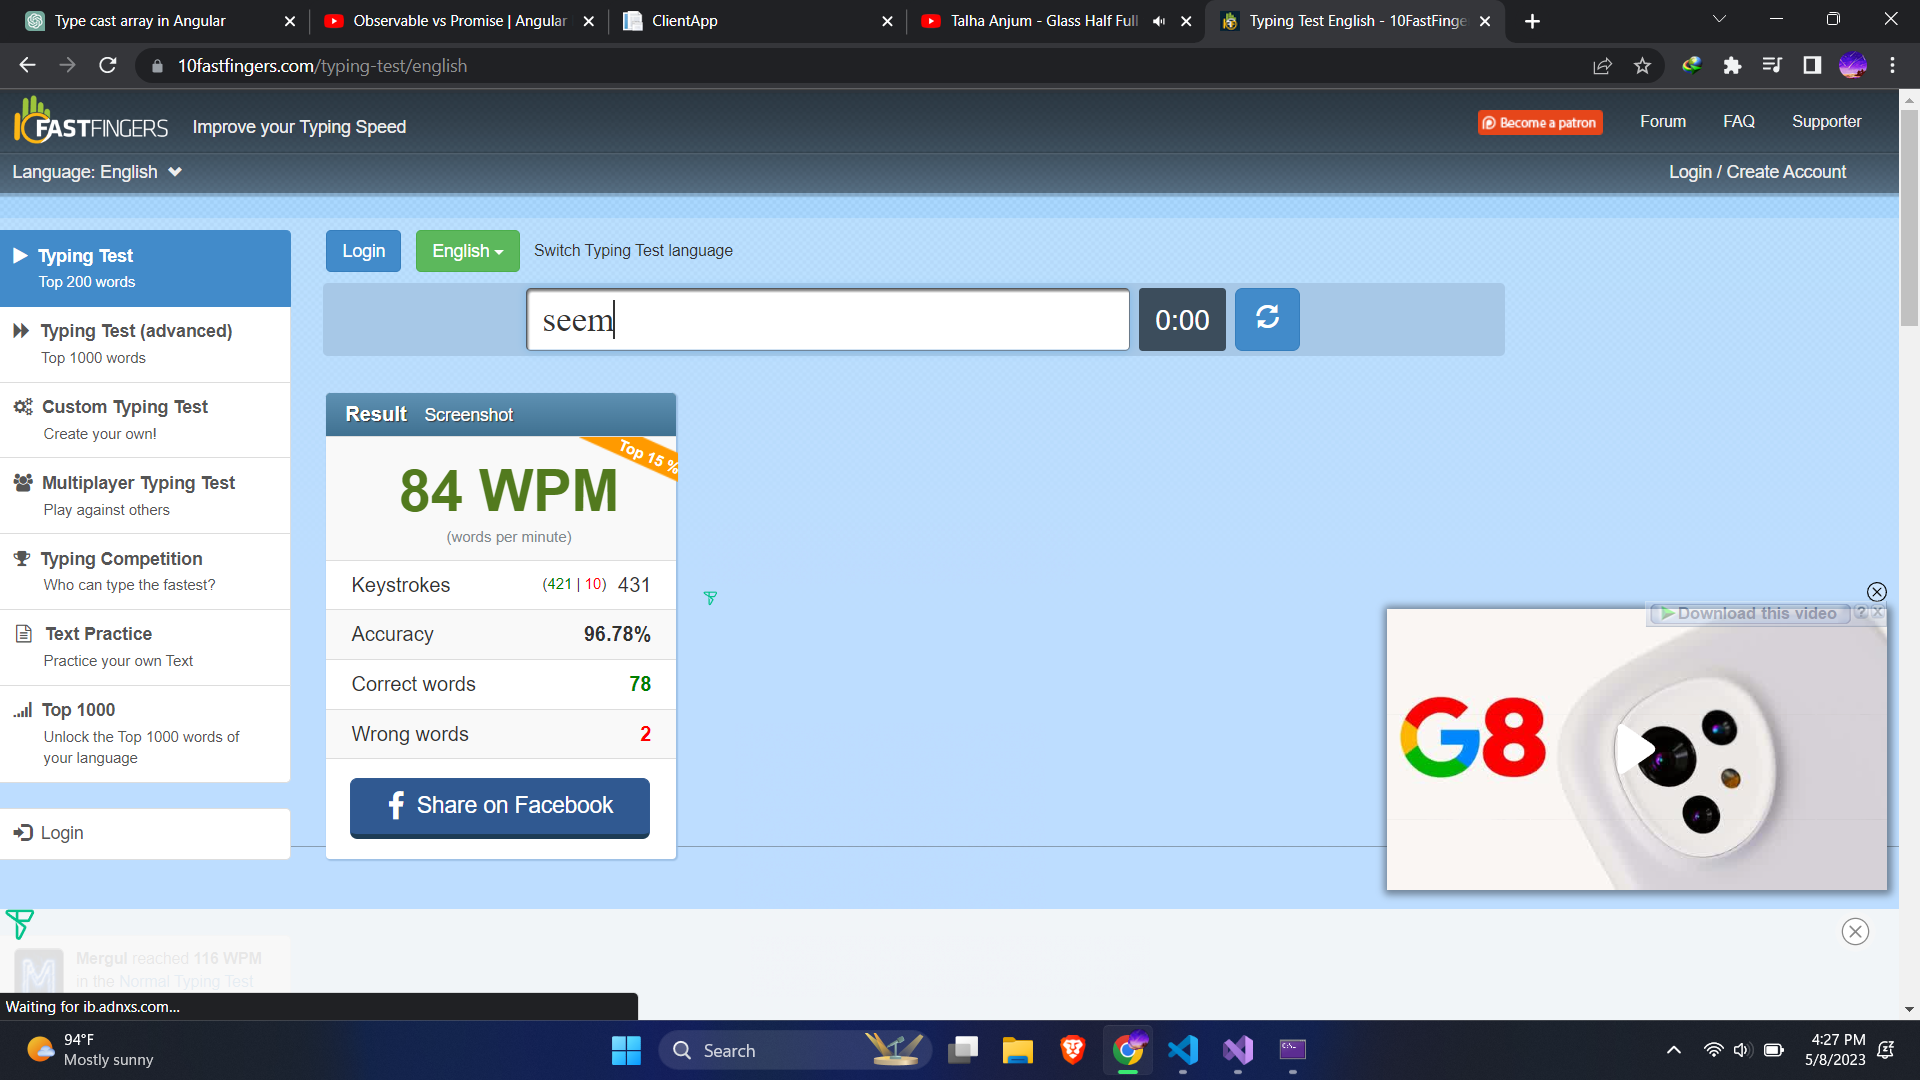 Type cast array in Angular
Observable vs Promise | Angular
ClientApp
Talha Anjum - Glass Half Full
Typing Test English - 10FastFinge
10fastfingers.com/typing-test/english
FASTFINGERS
Improve your Typing Speed
Become a patron
Forum
FAQ
Supporter
Language: English
Login / Create Account
Typing Test
Top 200 words
Typing Test (advanced)
Top 1000 words
Custom Typing Test
Create your own!
Multiplayer Typing Test
Play against others
Typing Competition
Who can type the fastest?
Text Practice
Practice your own Text
Top 1000
Unlock the Top 1000 words of
your language
Login
Login
English
Switch Typing Test language
seem
0:00
Result Screenshot
Top 15 %
84 WPM
(words per minute)
Keystrokes (421 | 10) 431
Accuracy 96.78%
Correct words 78
Wrong words 2
Share on Facebook
Download this video ? X
G8
Mergul reached 116 WPM
in the Normal Typing Test
Waiting for ib.adnxs.com...
94°F
Mostly sunny
Search
4:27 PM
5/8/2023